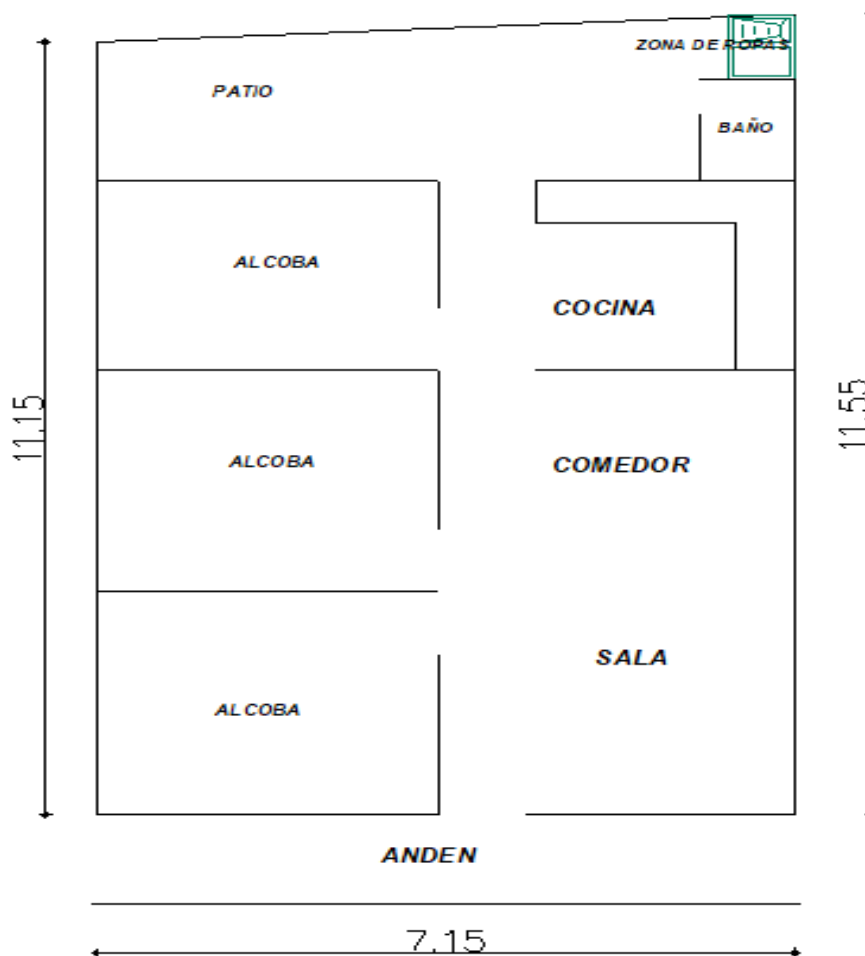 ZONA DE ROPAS
PATIO
BAÑO
ALCOBA
COCINA
11.15
11.55
ALCOBA
COMEDOR
SALA
ALCOBA
ANDEN
7.15